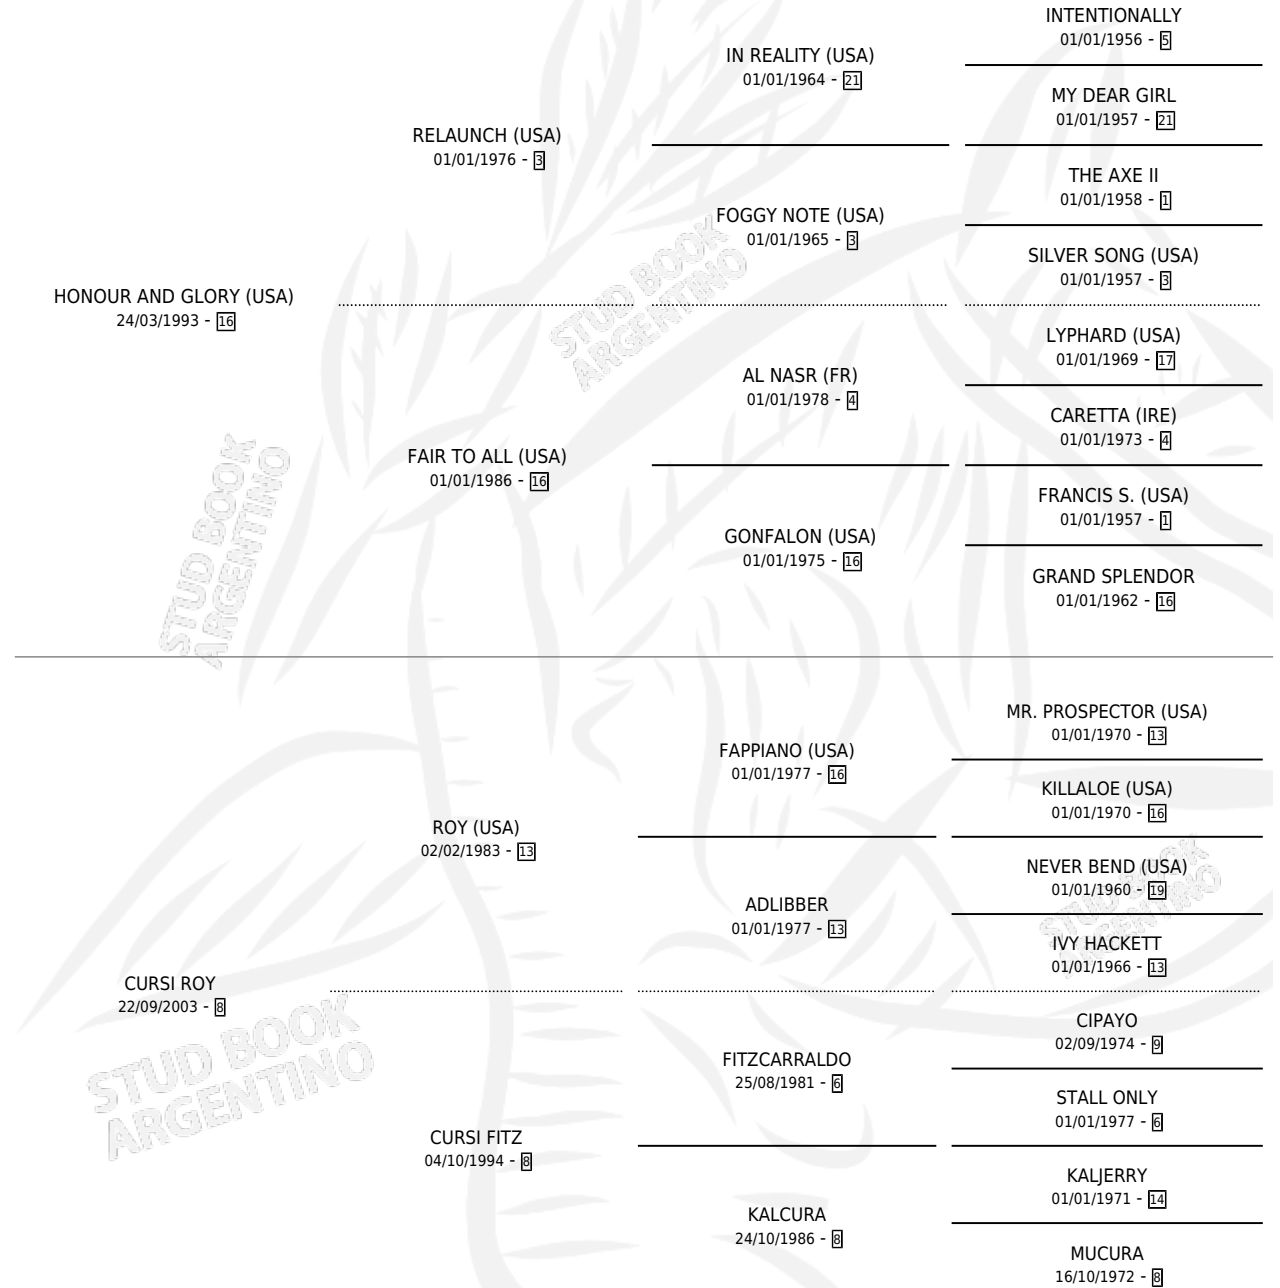 INTENTIONALLY
01/01/1956 - 5
IN REALITY (USA)
01/01/1964 - 21
MY DEAR GIRL
01/01/1957 - 21
RELAUNCH (USA)
01/01/1976 - 3
THE AXE II
01/01/1958 - 1
FOGGY NOTE (USA)
01/01/1965 - 3
SILVER SONG (USA)
01/01/1957 - 3
HONOUR AND GLORY (USA)
24/03/1993 - 16
LYPHARD (USA)
01/01/1969 - 17
AL NASR (FR)
01/01/1978 - 4
CARETTA (IRE)
01/01/1973 - 4
FAIR TO ALL (USA)
01/01/1986 - 16
FRANCIS S. (USA)
01/01/1957 - 1
GONFALON (USA)
01/01/1975 - 16
GRAND SPLENDOR
01/01/1962 - 16
MR. PROSPECTOR (USA)
01/01/1970 - 13
FAPPIANO (USA)
01/01/1977 - 16
KILLALOE (USA)
01/01/1970 - 16
ROY (USA)
02/02/1983 - 13
NEVER BEND (USA)
01/01/1960 - 19
ADLIBBER
01/01/1977 - 13
IVY HACKETT
01/01/1966 - 13
CURSI ROY
22/09/2003 - 8
CIPAYO
02/09/1974 - 9
FITZCARRALDO
25/08/1981 - 6
STALL ONLY
01/01/1977 - 6
CURSI FITZ
04/10/1994 - 8
KALJERRY
01/01/1971 - 14
KALCURA
24/10/1986 - 8
MUCURA
16/10/1972 - 8
STUD BOOK
ARGENTINO
STUD BOOK
ARGENTINO
STUD BOOK
ARGENTINO
STUD BOOK
ARGENTINO